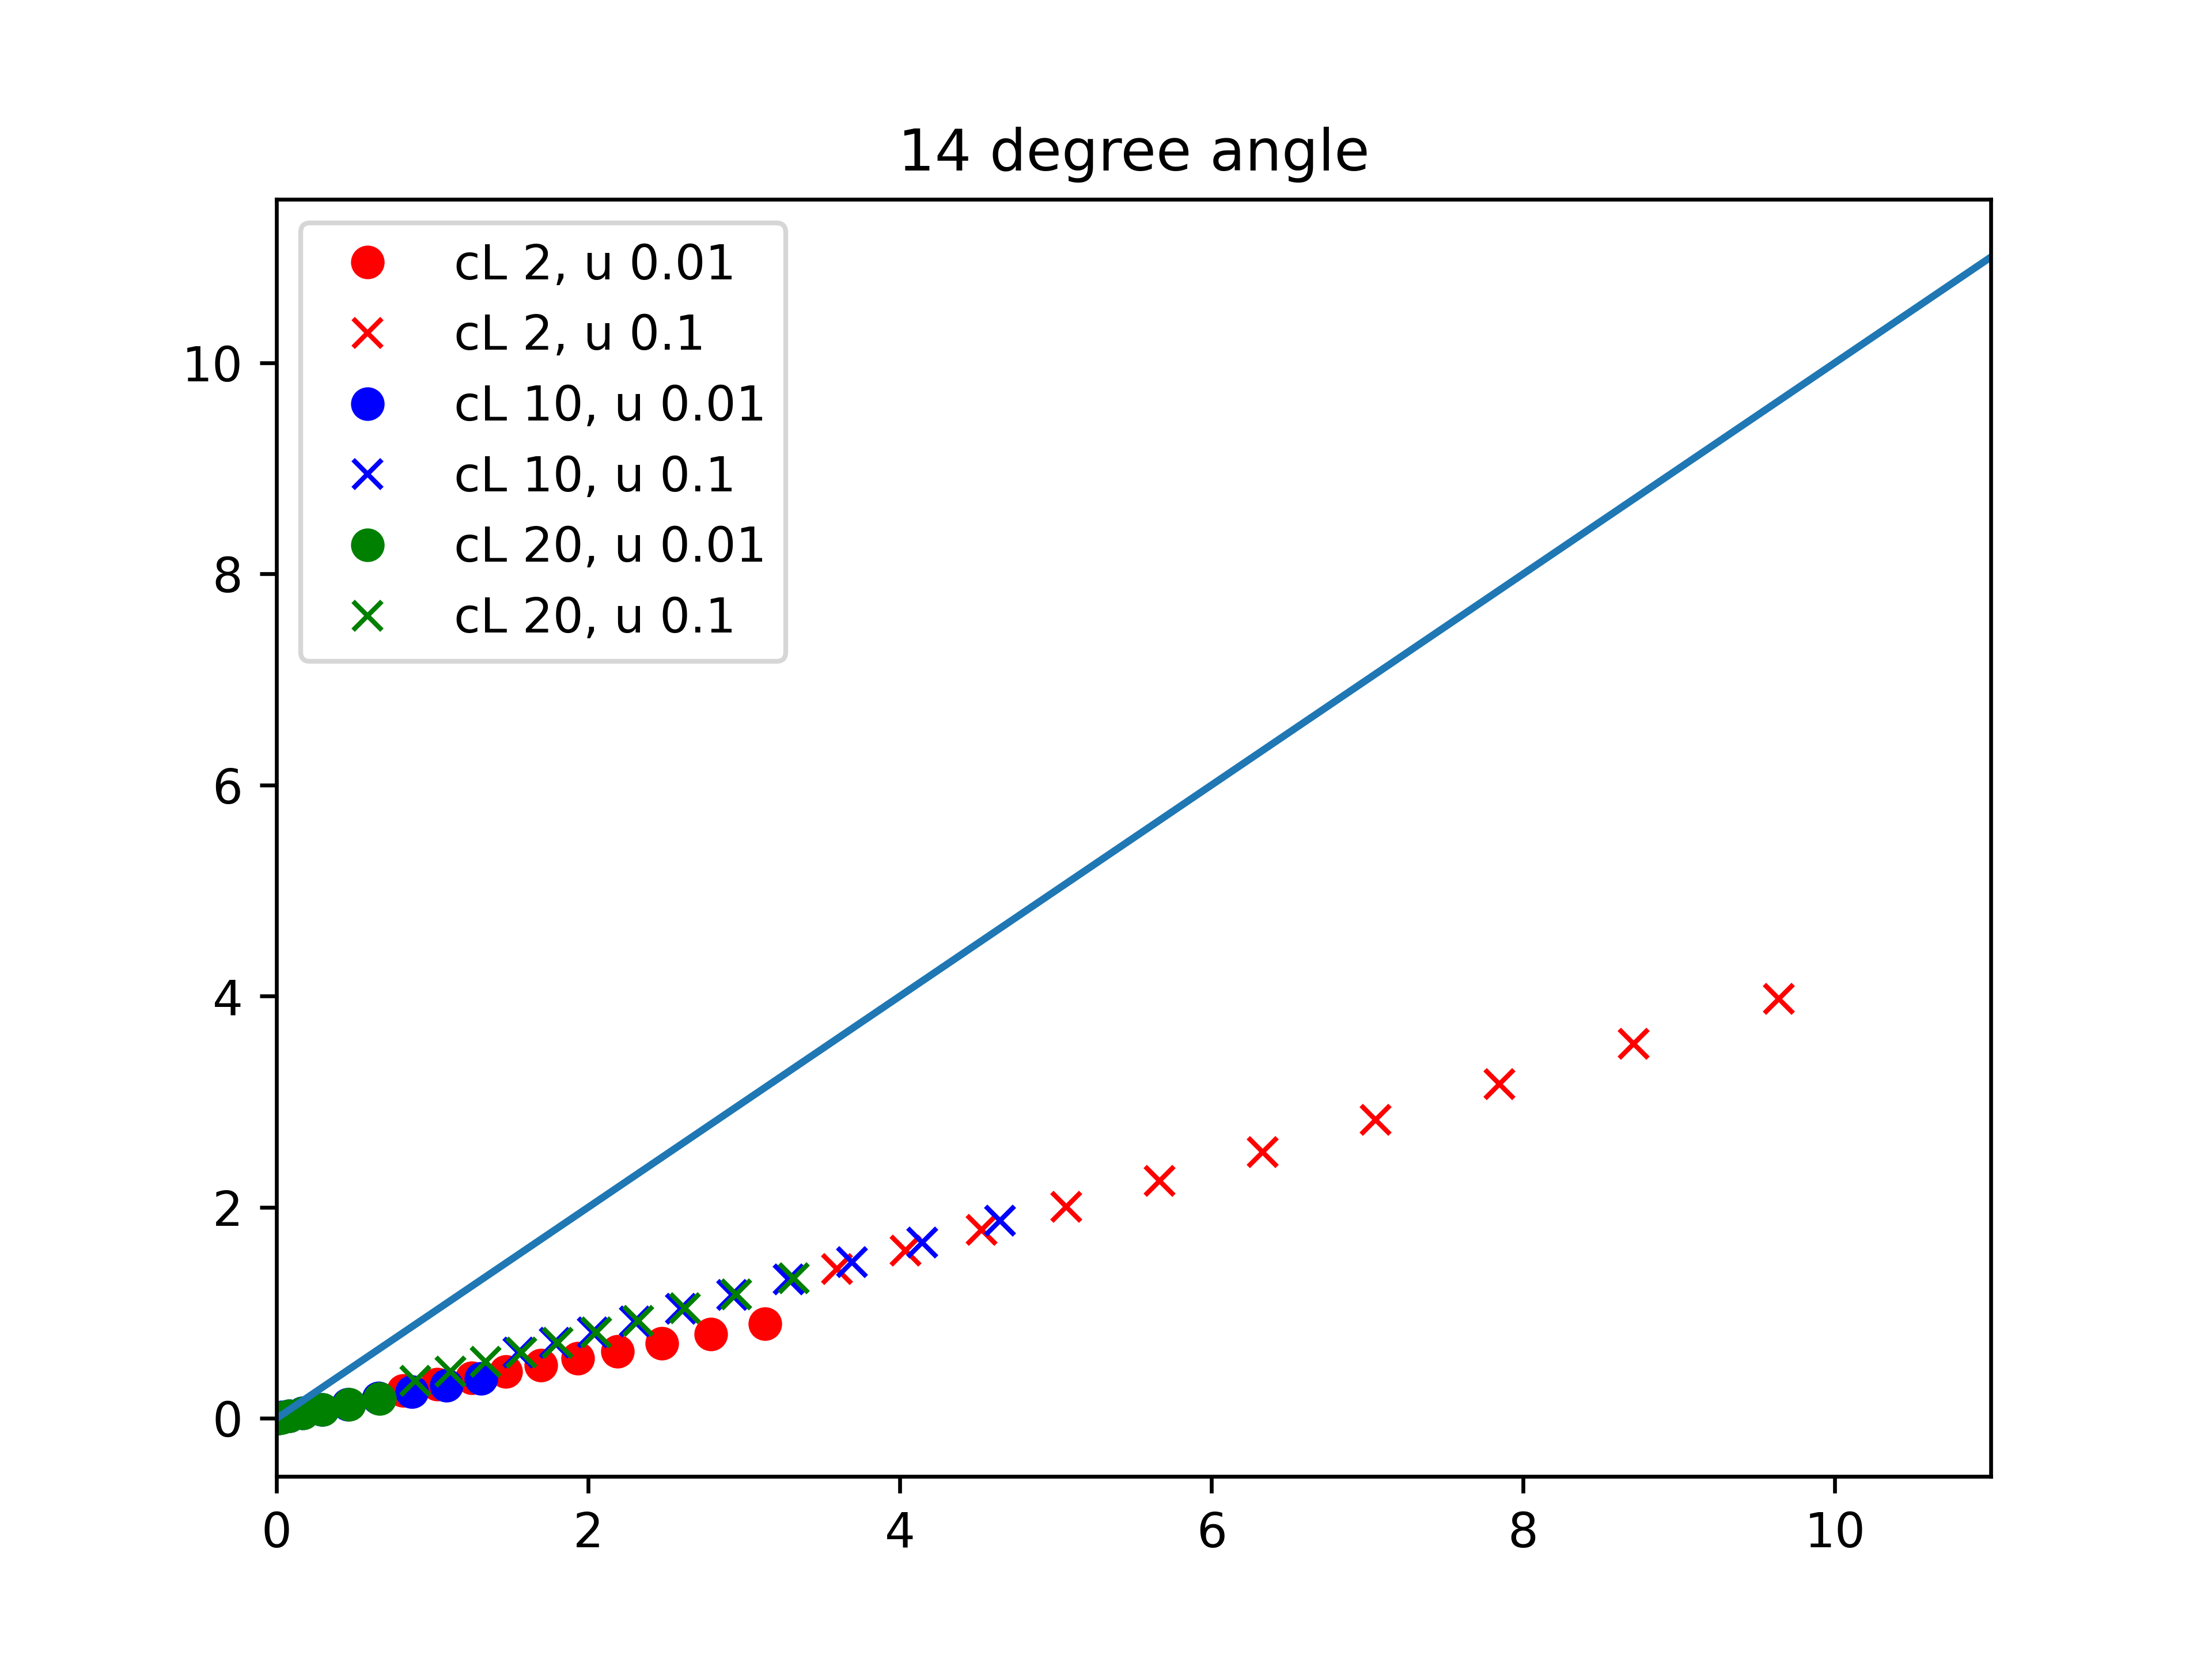 14 degree angle
cL 2, u 0.01
cL 2, u 0.1
cL 10, u 0.01
cL 10, u 0.1
cL 20, u 0.01
cL 20, u 0.1
10
8
6
4
2
0
0 2 4 6 8 10